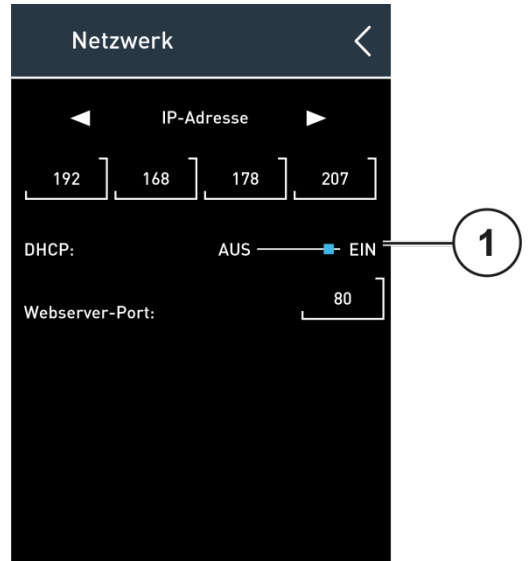 Netzwerk
IP-Adresse
192 168 178 207
DHCP: AUS EIN
1
Webserver-Port: 80